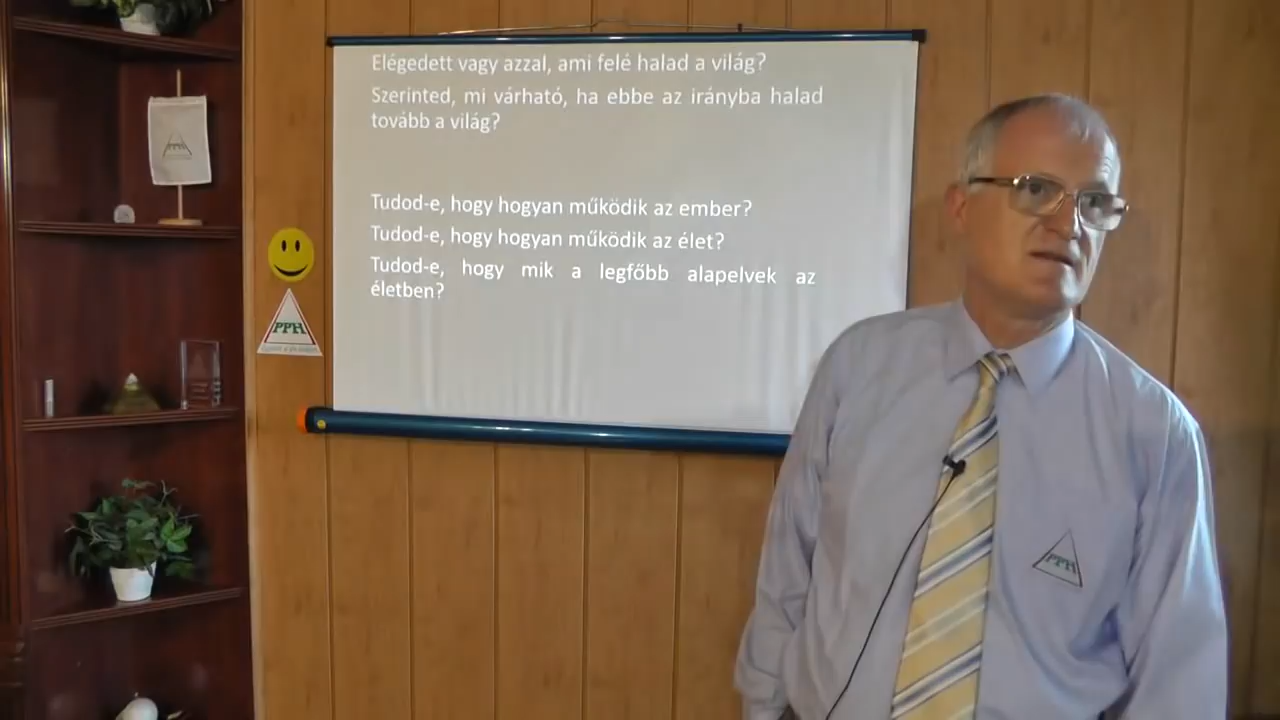 Elégedett vagy azzal, ami felé halad a világ?
Szerinted, mi várható, ha ebbe az irányba halad
tovább a világ?
Tudod-e, hogy hogyan működik az ember?
Tudod-e, hogy hogyan működik az élet?
Tudod-e, hogy mik a legfőbb alapelvek az
életben?
PPH
PPH
PPH